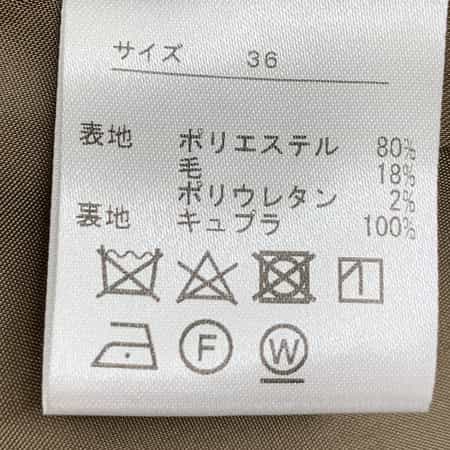 サイズ 36
表地 ポリエステル 80%
毛 18%
ポリウレタン 2%
裏地 キュプラ 100%
F W